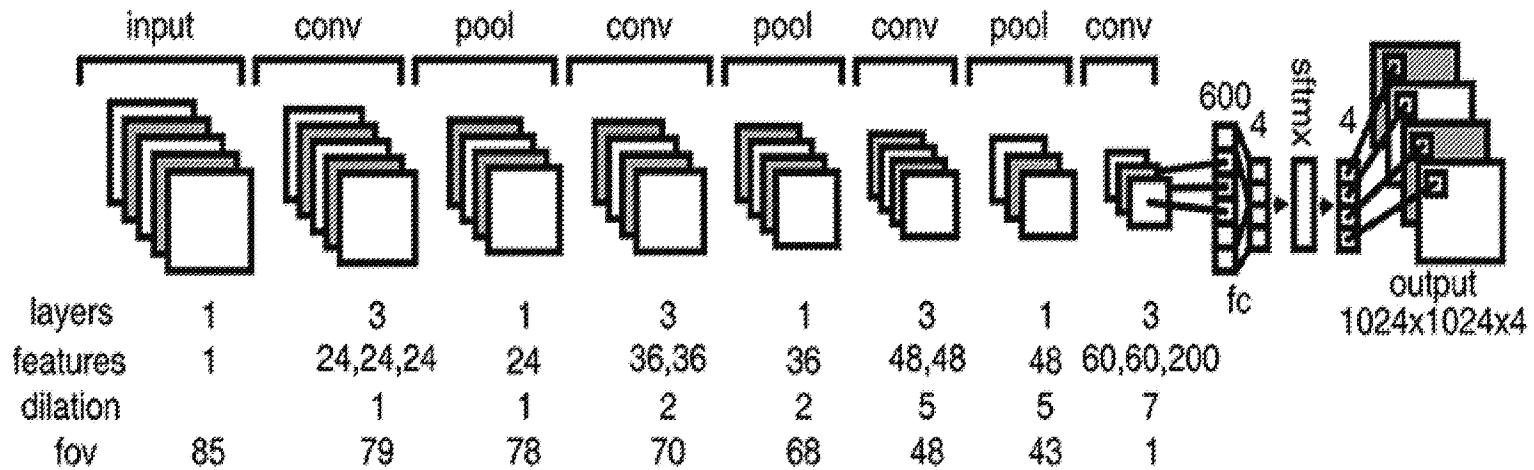 input conv pool conv pool conv pool conv
600
4
sftmx
4
fc
output
1024x1024x4
layers 1 3 1 3 1 3 1 3
features 1 24,24,24 24 36,36 36 48,48 48 60,60,200
dilation 1 1 2 2 5 5 7
fov 85 79 78 70 68 48 43 1